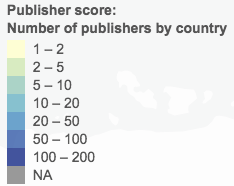 Publisher score:
Number of publishers by country
1 – 2
2 – 5
5 – 10
10 – 20
20 – 50
50 – 100
100 – 200
NA